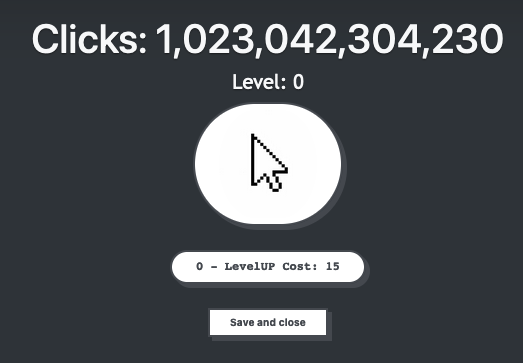 Clicks: 1,023,042,304,230
Level: 0
0 - LevelUP Cost: 15
Save and close